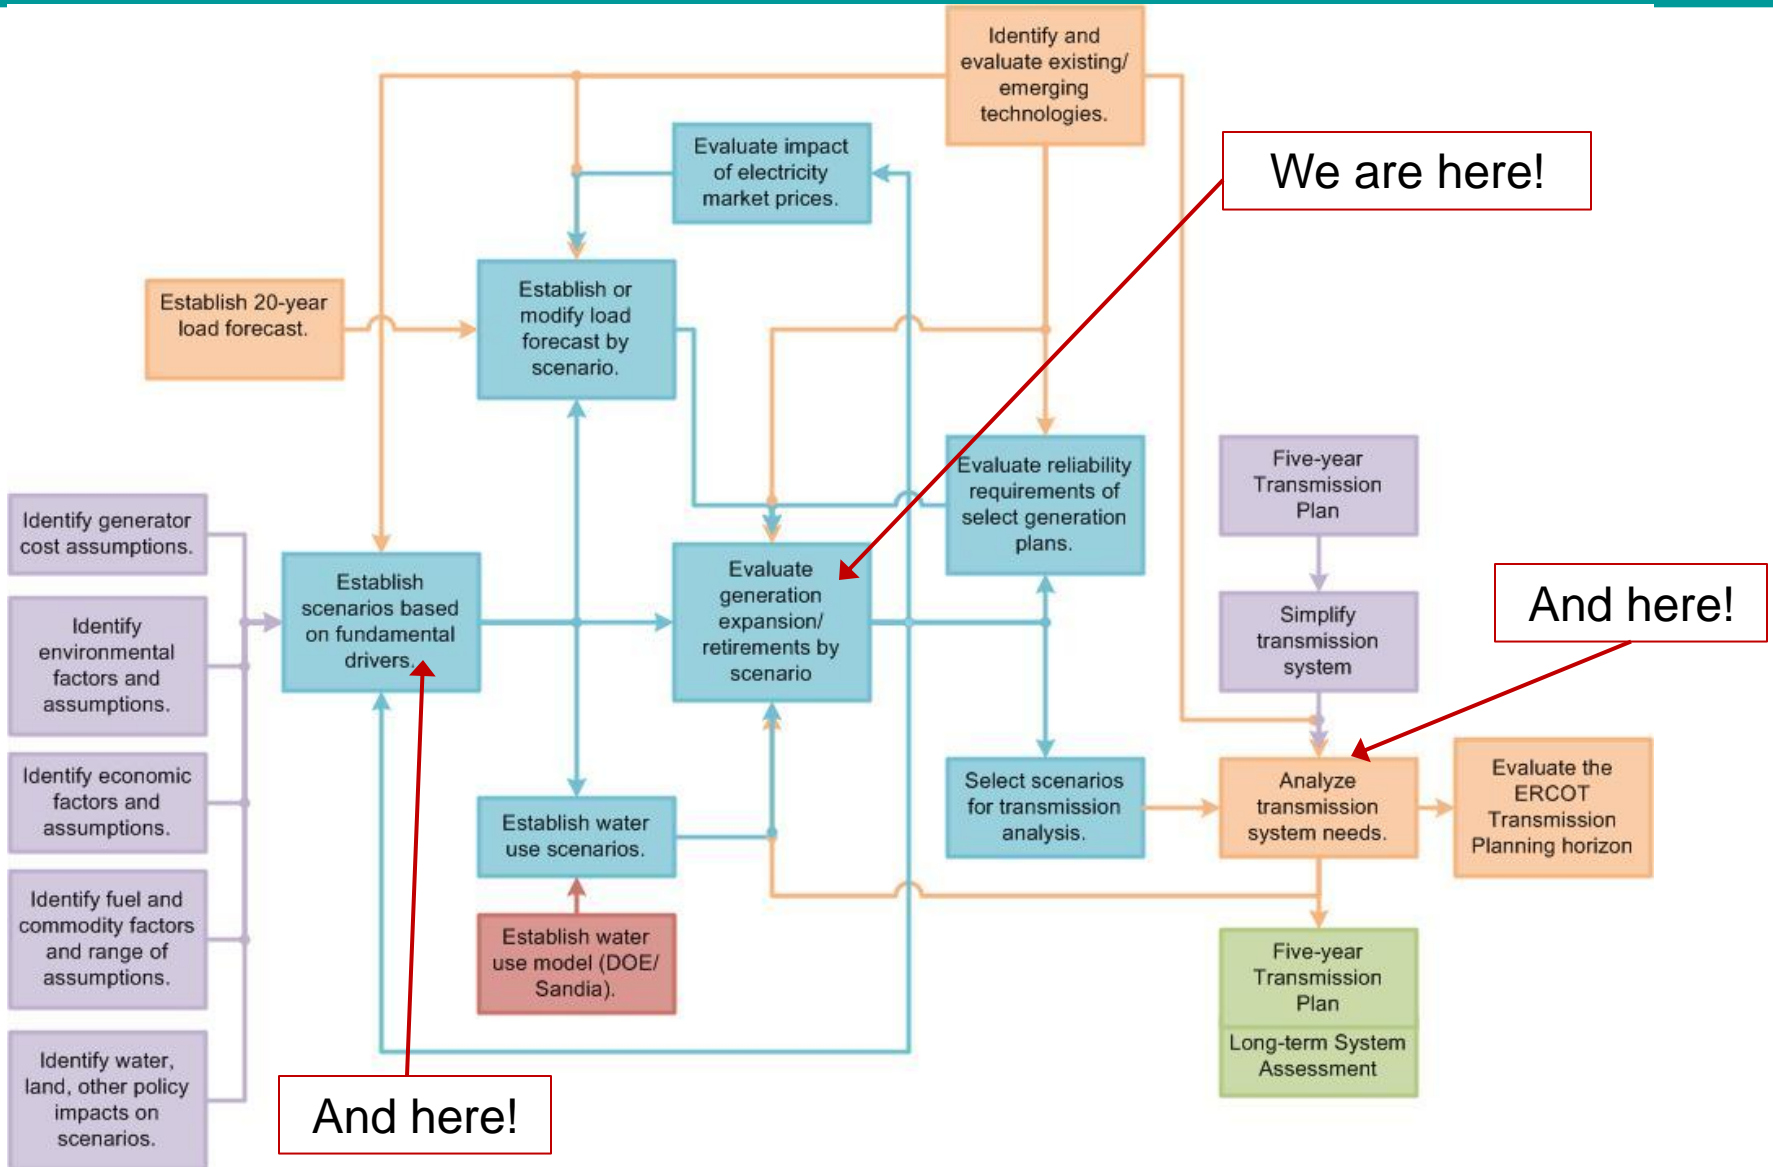 Identify and
evaluate existing/
emerging
technologies.
Evaluate impact
of electricity
market prices.
We are here!
Establish 20-year
load forecast.
Establish or
modify load
forecast by
scenario.
Evaluate reliability
requirements of
select generation
plans.
Five-year
Transmission
Plan
Identify generator
cost assumptions.
Establish
scenarios based
on fundamental
drivers.
Evaluate
generation
expansion/
retirements by
scenario
Simplify
transmission
system
And here!
Identify
environmental
factors and
assumptions.
Identify economic
factors and
assumptions.
Establish water
use scenarios.
Select scenarios
for transmission
analysis.
Analyze
transmission
system needs.
Evaluate the
ERCOT
Transmission
Planning horizon
Identify fuel and
commodity factors
and range of
assumptions.
Establish water
use model (DOE/
Sandia).
Five-year
Transmission
Plan
Long-term System
Assessment
Identify water,
land, other policy
impacts on
scenarios.
And here!